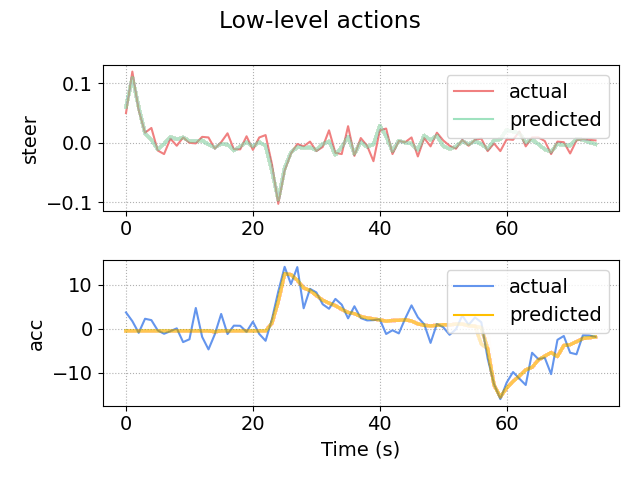 Low-level actions
steer
0.1
0.0
−0.1
actual
predicted
0
20
40
60
acc
10
0
−10
actual
predicted
0
20
40
60
Time (s)